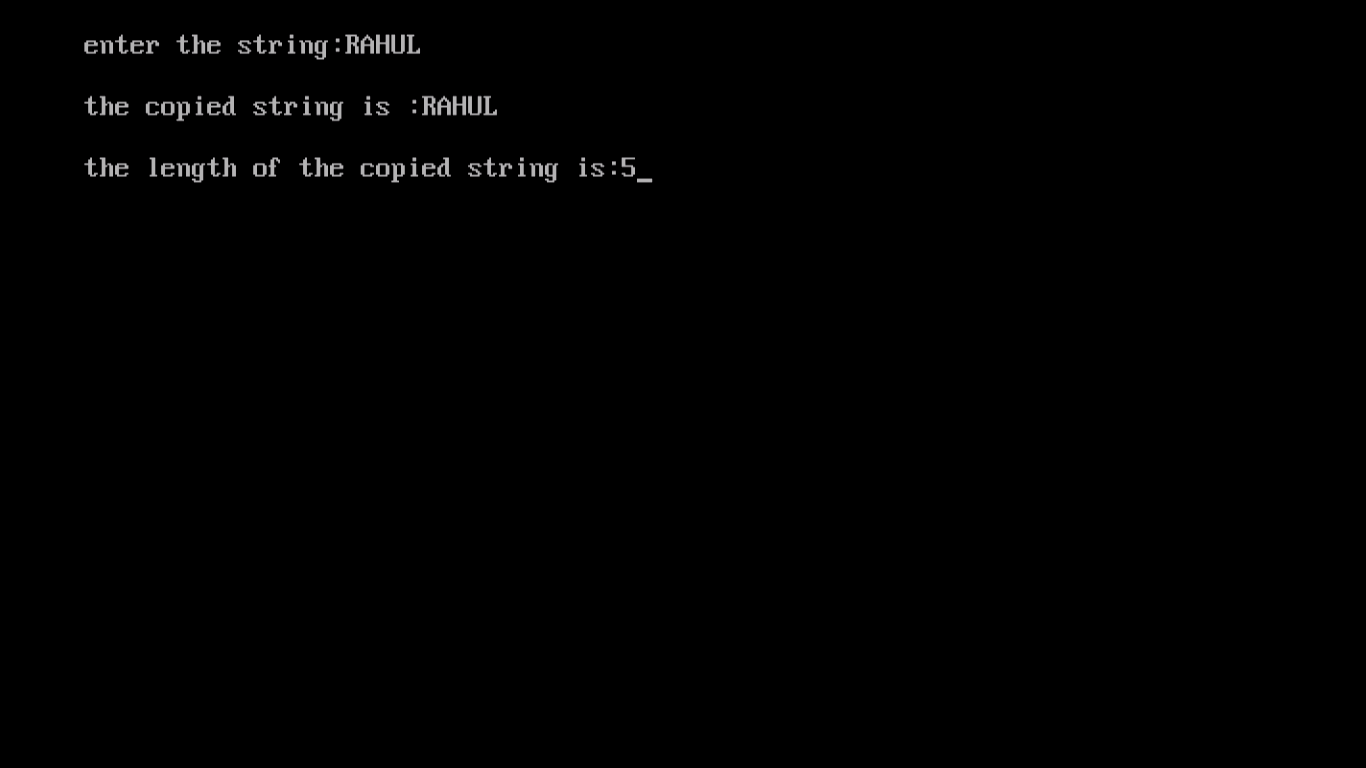 enter the string:RAHUL
the copied string is :RAHUL
the length of the copied string is:5_